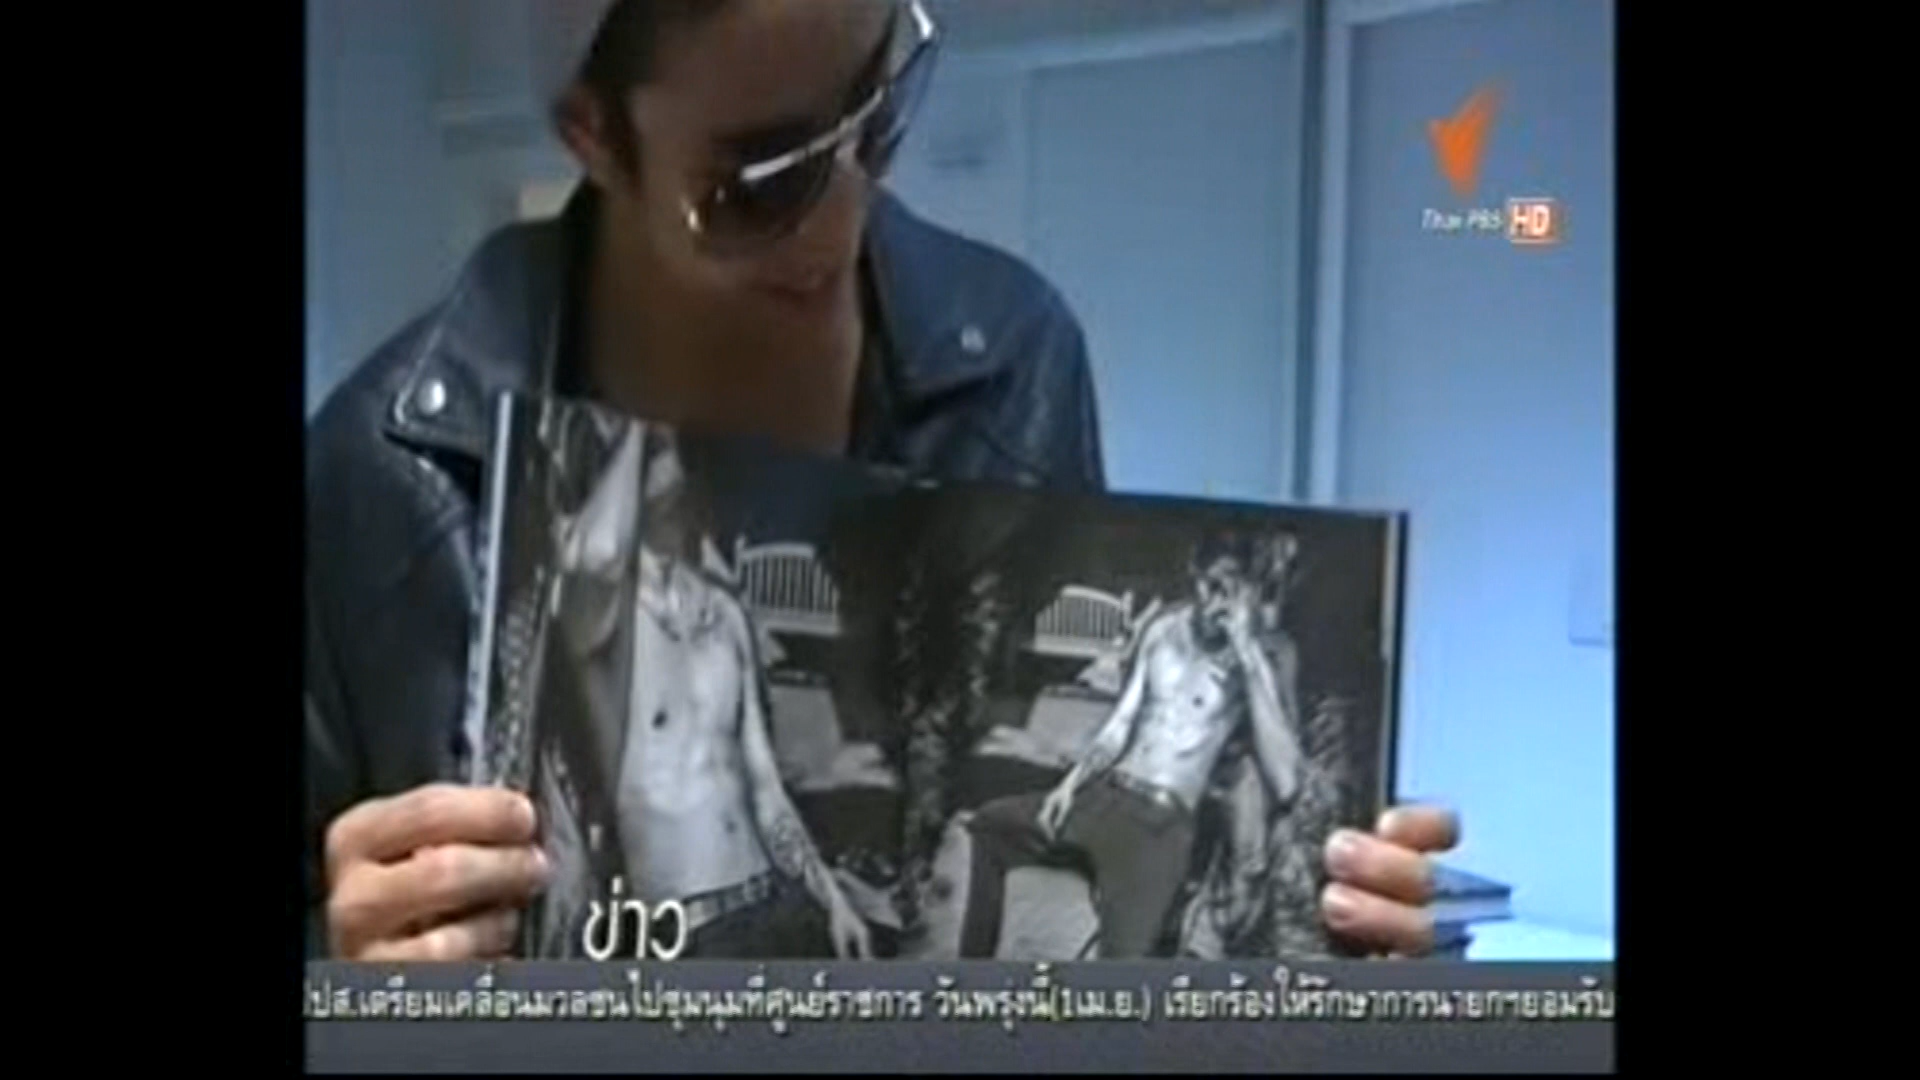 Thai PBS HD
ข่าว
ปส.เตรียมเคลื่อนมวลชนไปชุมนุมที่ศูนย์ราชการ วันพรุ่งนี้(1เม.ย.) เรียกร้องให้รักษาการนายกฯยอมรับ